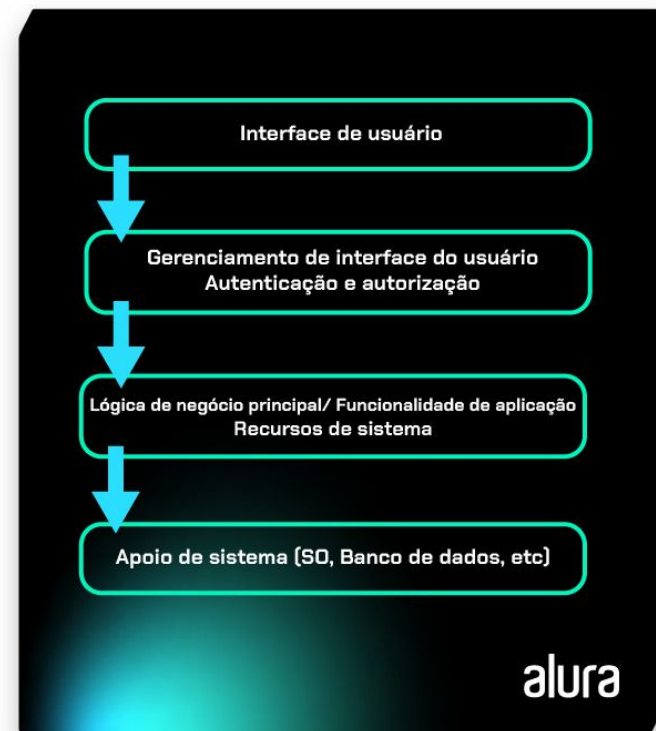 Interface de usuário
Gerenciamento de interface do usuário
Autenticação e autorização
Lógica de negócio principal/ Funcionalidade de aplicação
Recursos de sistema
Apoio de sistema (SO, Banco de dados, etc)
alura